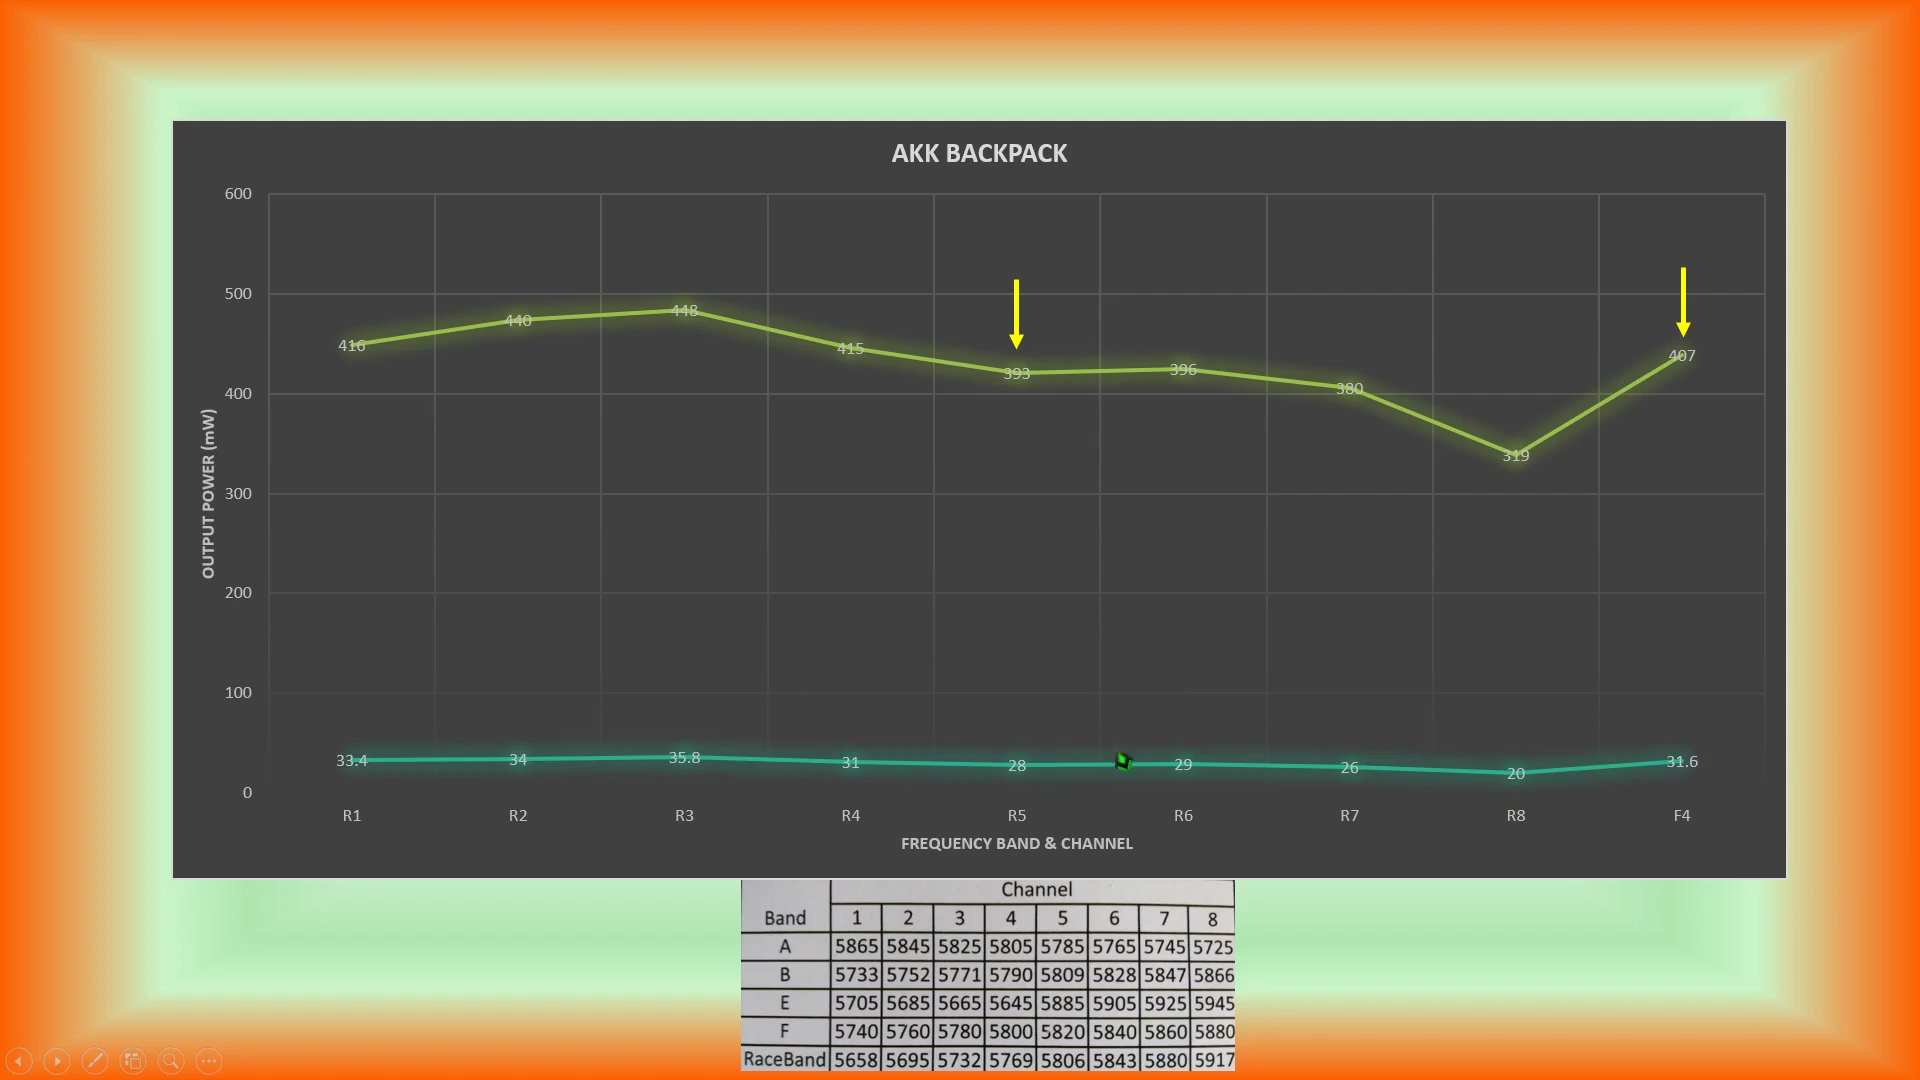 AKK BACKPACK
600
500
400
300
200
100
0
OUTPUT POWER (mW)
416 440 448 415 393 396 380 319 407
33.4 34 35.8 31 28 29 26 20 31.6
R1 R2 R3 R4 R5 R6 R7 R8 F4
FREQUENCY BAND & CHANNEL
Channel
Band 1 2 3 4 5 6 7 8
A 5865 5845 5825 5805 5785 5765 5745 5725
B 5733 5752 5771 5790 5809 5828 5847 5866
E 5705 5685 5665 5645 5885 5905 5925 5945
F 5740 5760 5780 5800 5820 5840 5860 5880
RaceBand 5658 5695 5732 5769 5806 5843 5880 5917